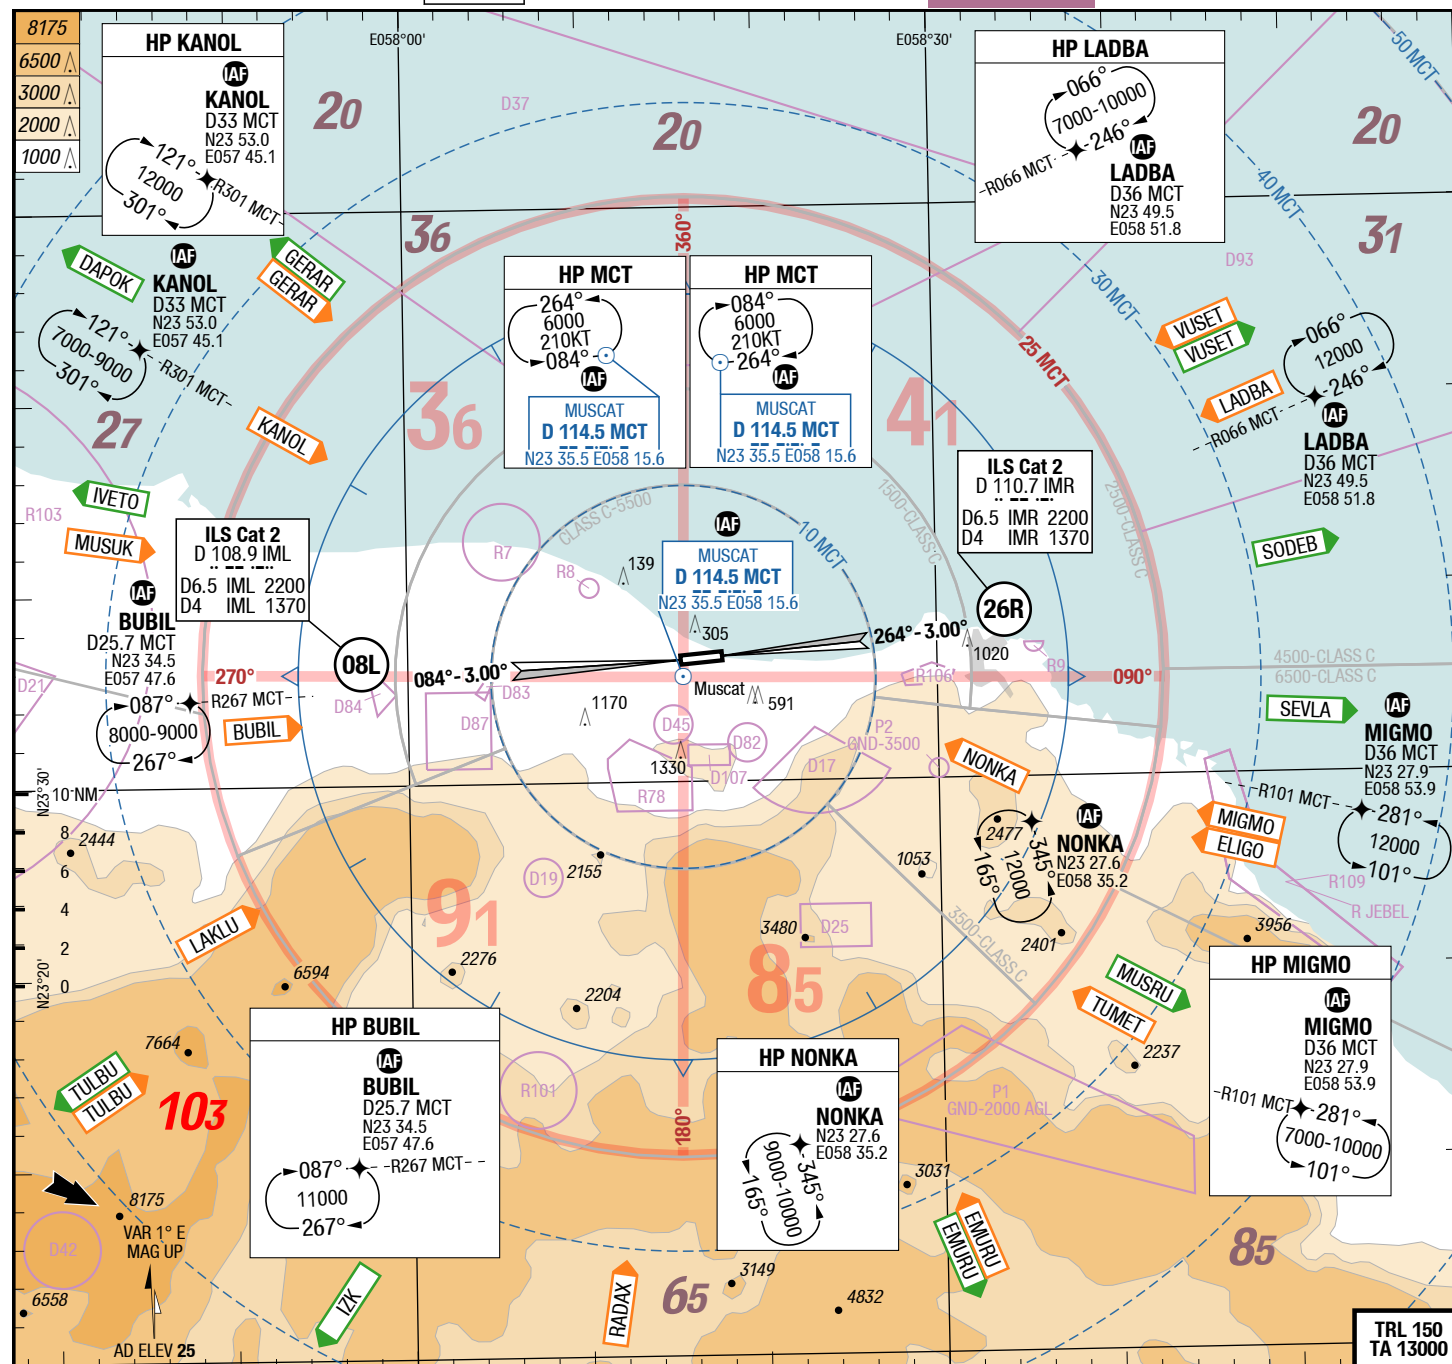 8175
6500
3000
2000
1000
HP KANOL
IAF
KANOL
D33 MCT
N23 53.0
E057 45.1
121°
12000
301°
R301 MCT
E058°00'
E058°30'
20
D37
20
HP LADBA
066°
7000-10000
246°
R066 MCT
IAF
LADBA
D36 MCT
N23 49.5
E058 51.8
50 MCT
20
40 MCT
31
D93
30 MCT
36
360°
DAPOK
IAF
KANOL
D33 MCT
N23 53.0
E057 45.1
121°
7000-9000
301°
R301 MCT
GERAR
GERAR
HP MCT
264°
6000
210KT
084°
IAF
MUSCAT
D 114.5 MCT
N23 35.5 E058 15.6
HP MCT
084°
6000
210KT
264°
IAF
MUSCAT
D 114.5 MCT
N23 35.5 E058 15.6
25 MCT
VUSET
VUSET
LADBA
066°
12000
246°
R066 MCT
IAF
LADBA
D36 MCT
N23 49.5
E058 51.8
27
KANOL
36
41
IVETO
R103
MUSUK
ILS Cat 2
D 108.9 IML
D6.5 IML 2200
D4 IML 1370
CLASS C-5500
1500-CLASS C
2500-CLASS C
ILS Cat 2
D 110.7 IMR
D6.5 IMR 2200
D4 IMR 1370
SODEB
R7
R8
139
10 MCT
IAF
MUSCAT
D 114.5 MCT
N23 35.5 E058 15.6
305
26R
264°-3.00°
1020
R9
IAF
BUBIL
D25.7 MCT
N23 34.5
E057 47.6
087°
8000-9000
267°
R267 MCT
D21
270°
08L
084°-3.00°
Muscat
R106
090°
4500-CLASS C
6500-CLASS C
D84
D83
D87
1170
591
D45
D82
P2
GND-3500
SEVLA
IAF
MIGMO
D36 MCT
N23 27.9
E058 53.9
BUBIL
1330
D107
D17
R78
NONKA
R101 MCT
281°
12000
101°
N23°30'
10 NM
8
6
4
2
0
N23°20'
2444
2155
D19
1053
2477
345°
12000
165°
IAF
NONKA
N23 27.6
E058 35.2
MIGMO
ELIGO
R109
R JEBEL
91
LAKLU
3480
D25
3500-CLASS C
2401
3956
2276
6594
85
2204
MUSRU
TUMET
HP MIGMO
IAF
MIGMO
D36 MCT
N23 27.9
E058 53.9
R101 MCT
281°
7000-10000
101°
HP BUBIL
IAF
BUBIL
D25.7 MCT
N23 34.5
E057 47.6
087°
R267 MCT
11000
267°
7664
TULBU
TULBU
103
R101
180°
HP NONKA
IAF
NONKA
N23 27.6
E058 35.2
345°
9000-10000
165°
2237
P1
GND-2000 AGL
3031
8175
VAR 1° E
MAG UP
D42
6558
IZK
AD ELEV 25
RADAX
65
3149
4832
EMURU
EMURU
85
TRL 150
TA 13000